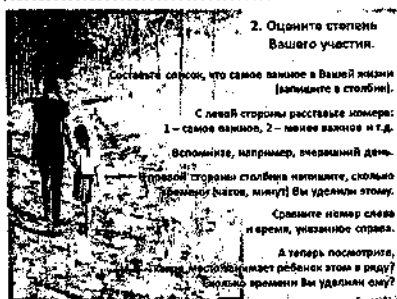 2. Оцените степень
Вашего участия.
Составьте список, что самое важное в Вашей жизни
(запишите в столбик).
С левой стороны расставьте номера:
1 – самое важное, 2 – менее важное и т.д.
Вспомните, например, вчерашний день.
С правой стороны столбика напишите, сколько
времени (часов, минут) Вы уделили этому.
Сравните номер слева
и время, указанное справа.
А теперь посмотрите,
какое место занимает ребенок этом в ряду?
Сколько времени Вы уделили ему?